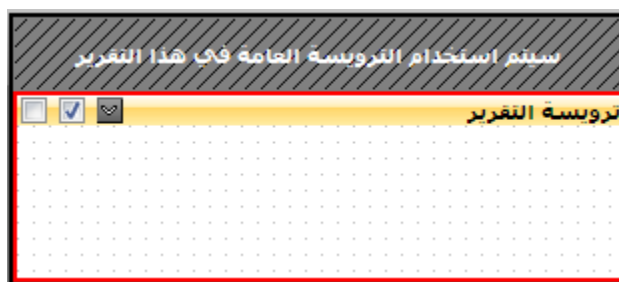 سيتم استخدام الترويسة العامة في هذا التقرير
ترويسة التقرير